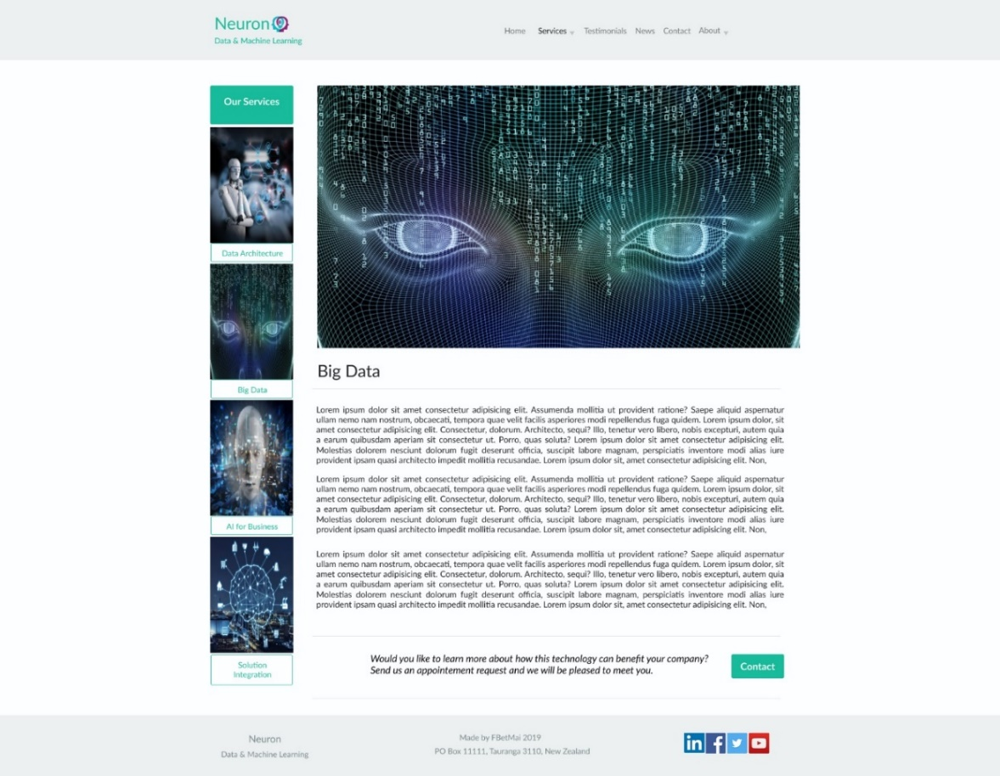 Neuron
Data & Machine Learning
Home Services Testimonials News Contact About
Our Services
Data Architecture
Big Data
AI for Business
Solution
Integration
Big Data
Lorem ipsum dolor sit amet consectetur adipisicing elit. Assumenda mollitia ut provident ratione? Saepe aliquid aspernatur
ullam nemo nam nostrum, obcaecati, tempora quae velit facilis asperiores modi repellendus fuga quidem. Lorem ipsum dolor, sit
amet consectetur adipisicing elit. Consectetur, dolorum. Architecto, sequi? Illo, tenetur vero libero, nobis excepturi, autem quia
a earum quibusdam aperiam sit consectetur ut. Porro, quas soluta? Lorem ipsum dolor sit amet consectetur adipisicing elit.
Molestias dolorem nesciunt dolorum fugit deserunt officia, suscipit labore magnam, perspiciatis inventore modi alias iure
provident ipsam quasi architecto impedit mollitia recusandae. Lorem ipsum dolor sit, amet consectetur adipisicing elit. Non,
Lorem ipsum dolor sit amet consectetur adipisicing elit. Assumenda mollitia ut provident ratione? Saepe aliquid aspernatur
ullam nemo nam nostrum, obcaecati, tempora quae velit facilis asperiores modi repellendus fuga quidem. Lorem ipsum dolor, sit
amet consectetur adipisicing elit. Consectetur, dolorum. Architecto, sequi? Illo, tenetur vero libero, nobis excepturi, autem quia
a earum quibusdam aperiam sit consectetur ut. Porro, quas soluta? Lorem ipsum dolor sit amet consectetur adipisicing elit.
Molestias dolorem nesciunt dolorum fugit deserunt officia, suscipit labore magnam, perspiciatis inventore modi alias iure
provident ipsam quasi architecto impedit mollitia recusandae. Lorem ipsum dolor sit, amet consectetur adipisicing elit. Non,
Lorem ipsum dolor sit amet consectetur adipisicing elit. Assumenda mollitia ut provident ratione? Saepe aliquid aspernatur
ullam nemo nam nostrum, obcaecati, tempora quae velit facilis asperiores modi repellendus fuga quidem. Lorem ipsum dolor, sit
amet consectetur adipisicing elit. Consectetur, dolorum. Architecto, sequi? Illo, tenetur vero libero, nobis excepturi, autem quia
a earum quibusdam aperiam sit consectetur ut. Porro, quas soluta? Lorem ipsum dolor sit amet consectetur adipisicing elit.
Molestias dolorem nesciunt dolorum fugit deserunt officia, suscipit labore magnam, perspiciatis inventore modi alias iure
provident ipsam quasi architecto impedit mollitia recusandae. Lorem ipsum dolor sit, amet consectetur adipisicing elit. Non,
Would you like to learn more about how this technology can benefit your company?
Send us an appointement request and we will be pleased to meet you.
Contact
Neuron
Data & Machine Learning
Made by FBetMai 2019
PO Box 11111, Tauranga 3110, New Zealand
in f